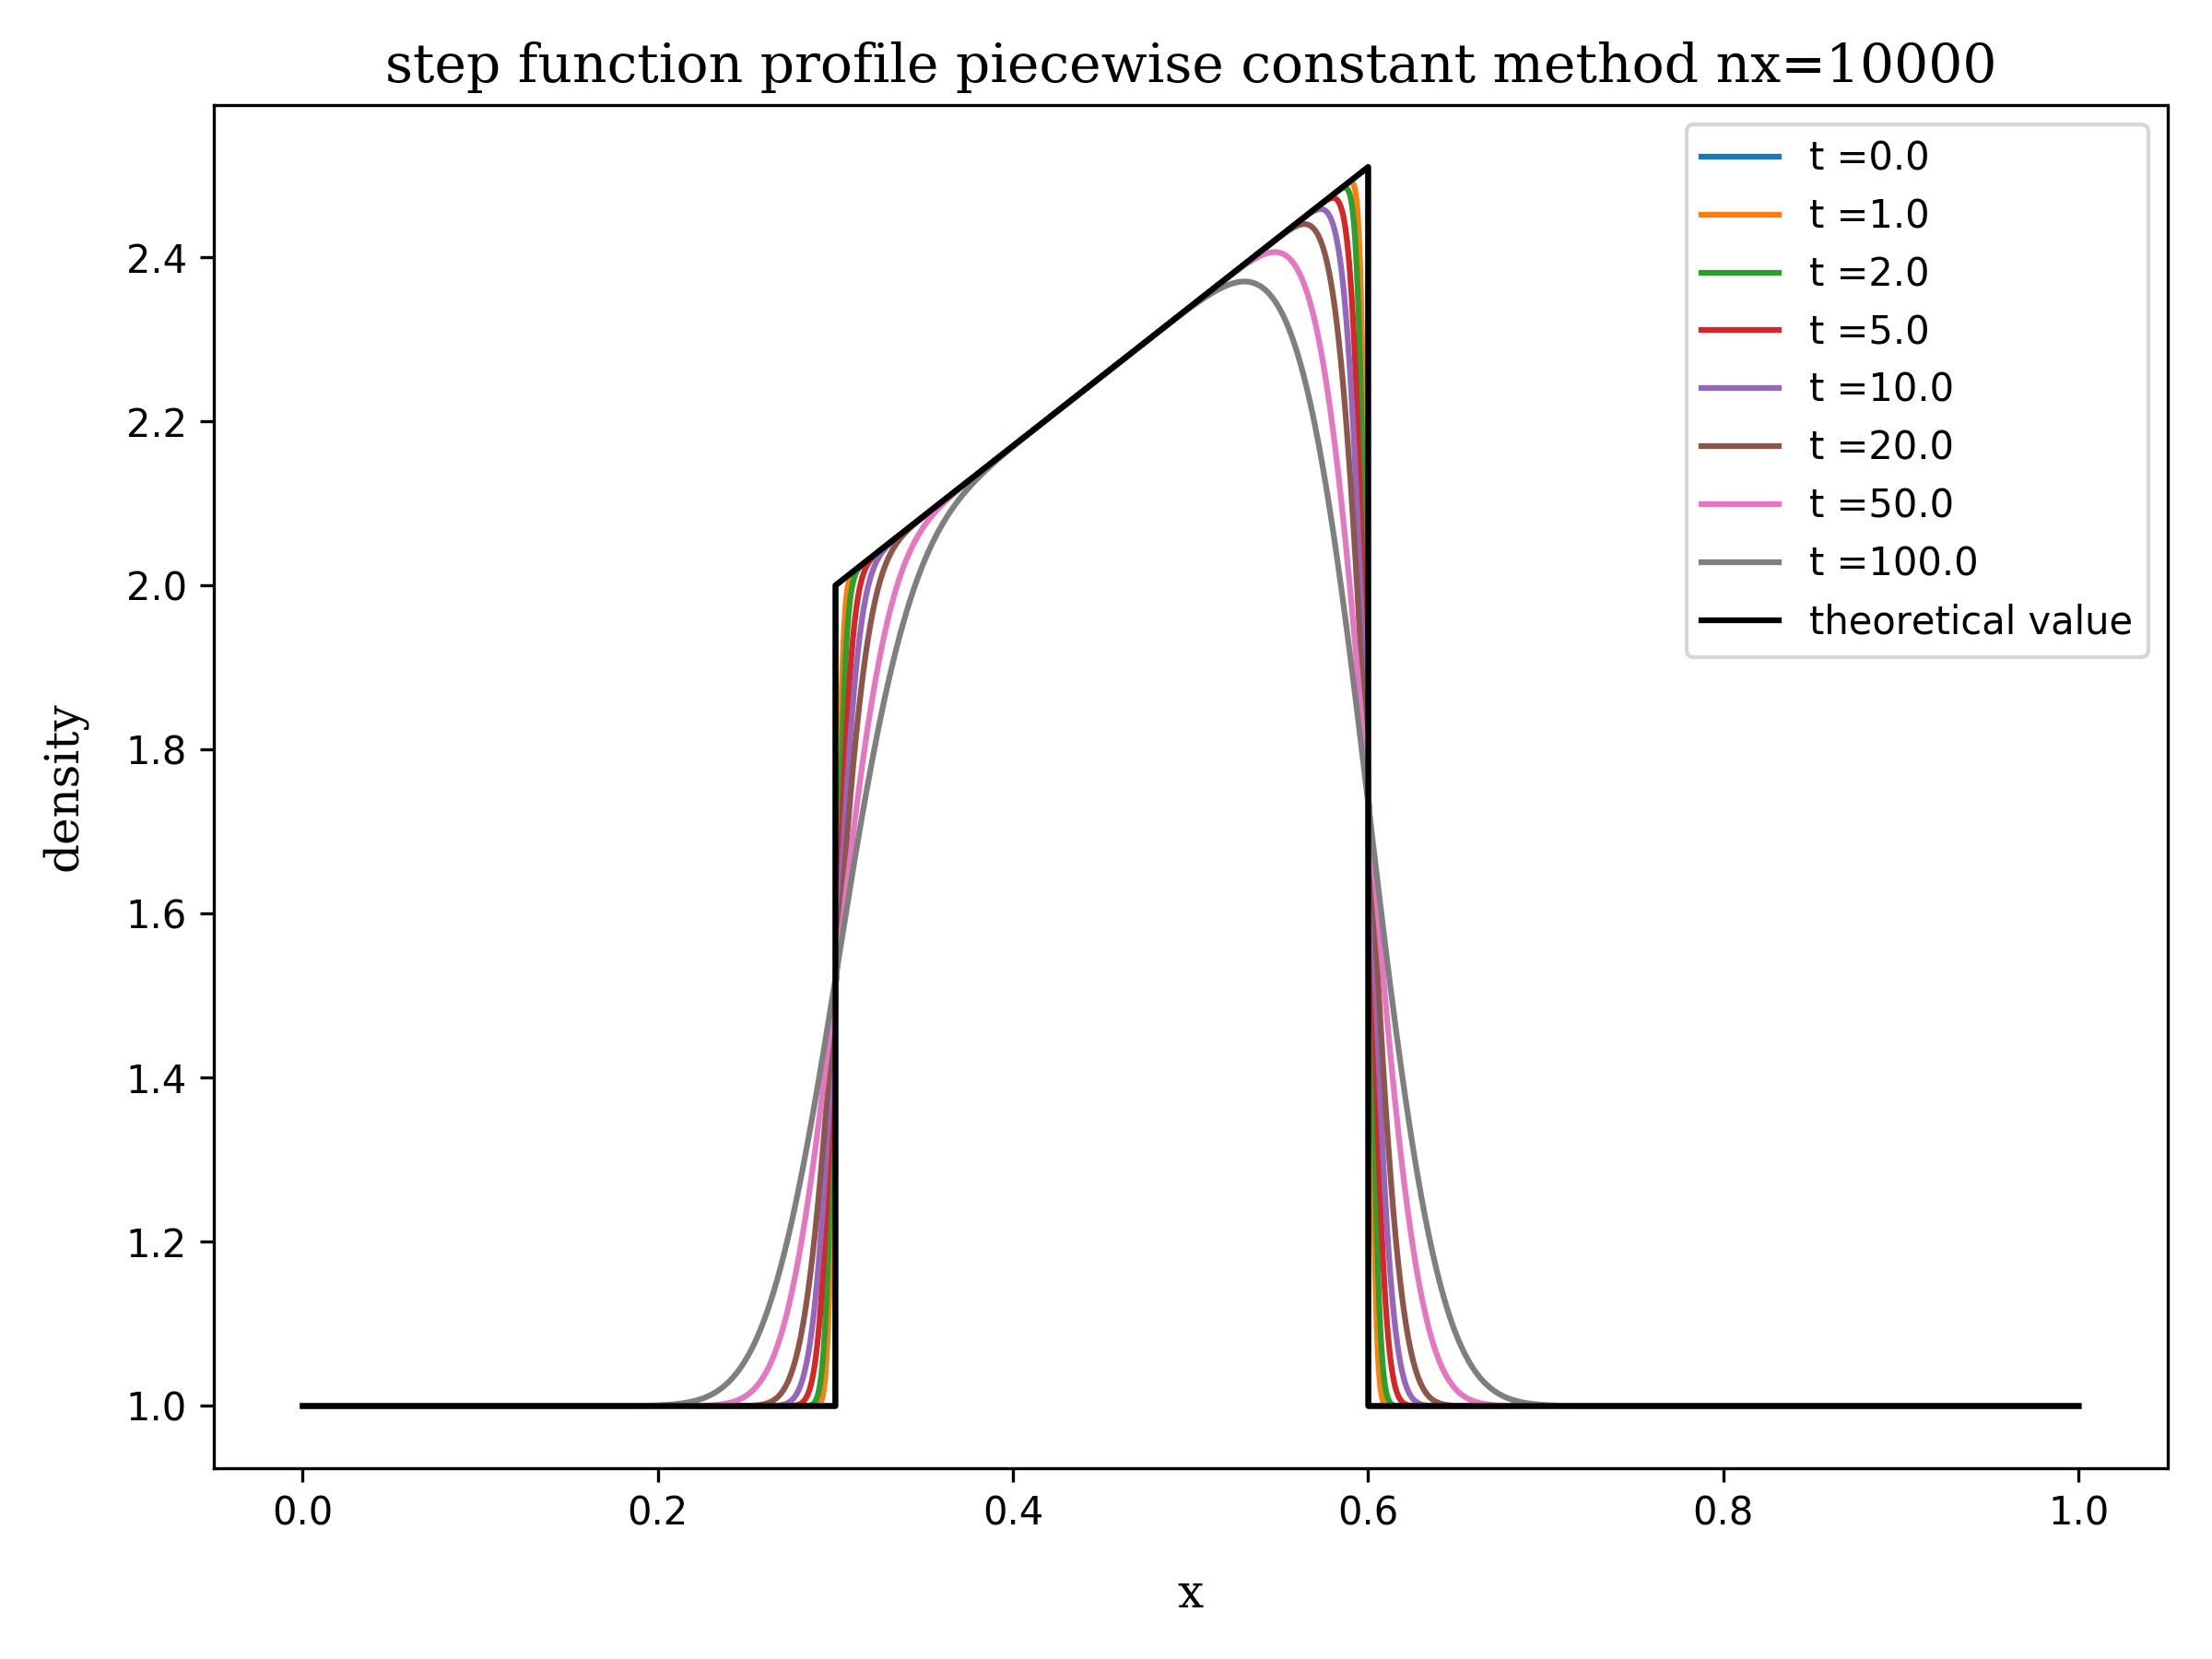 step function profile piecewise constant method nx=10000
t =0.0
t =1.0
t =2.0
t =5.0
t =10.0
t =20.0
t =50.0
t =100.0
theoretical value
density
2.4
2.2
2.0
1.8
1.6
1.4
1.2
1.0
0.0 0.2 0.4 0.6 0.8 1.0
x